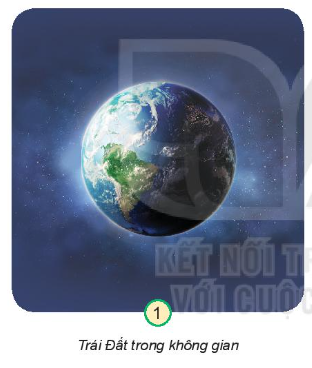 KẾT NỐI TR
VỚI CUỘC
1
Trái Đất trong không gian